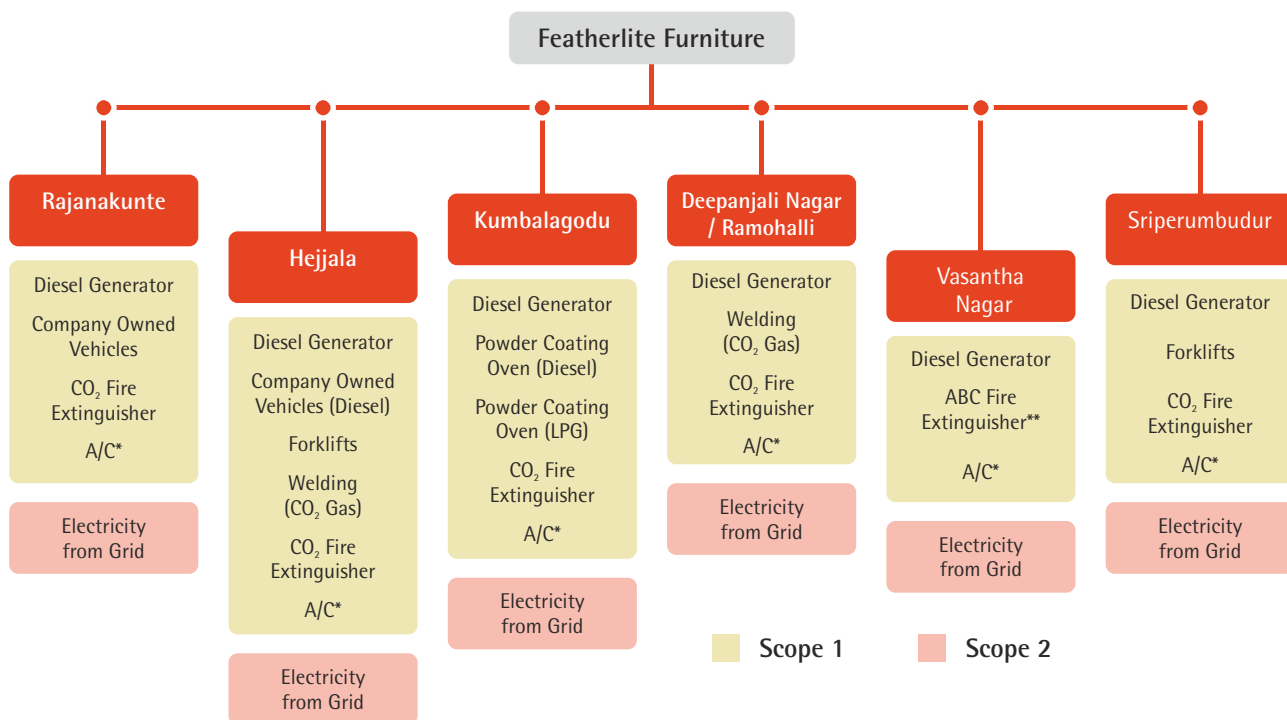 Featherlite Furniture
Rajanakunte
Diesel Generator
Company Owned
Vehicles
CO₂ Fire
Extinguisher
A/C*
Electricity
from Grid
Hejjala
Diesel Generator
Company Owned
Vehicles (Diesel)
Forklifts
Welding
(CO₂ Gas)
CO₂ Fire
Extinguisher
A/C*
Electricity
from Grid
Kumbalagodu
Diesel Generator
Powder Coating
Oven (Diesel)
Powder Coating
Oven (LPG)
CO₂ Fire
Extinguisher
A/C*
Electricity
from Grid
Deepanjali Nagar
/ Ramohalli
Diesel Generator
Welding
(CO₂ Gas)
CO₂ Fire
Extinguisher
A/C*
Electricity
from Grid
Vasantha
Nagar
Diesel Generator
ABC Fire
Extinguisher**
A/C*
Electricity
from Grid
Sriperumbudur
Diesel Generator
Forklifts
CO₂ Fire
Extinguisher
A/C*
Electricity
from Grid
Scope 1
Scope 2